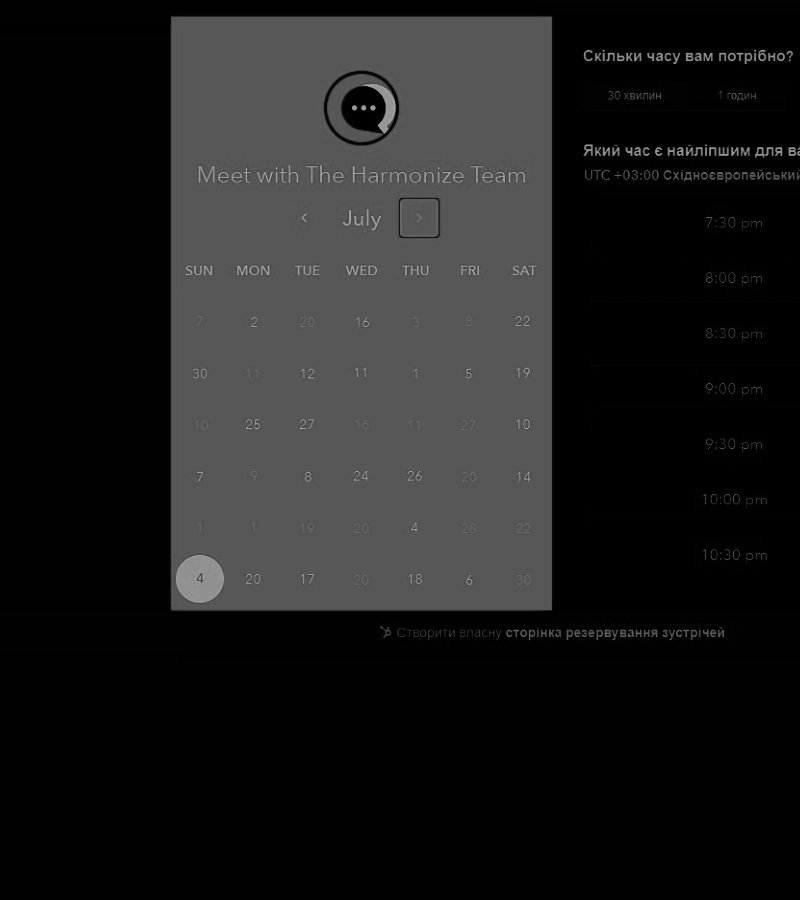 Meet with The Harmonize Team
July
SUN MON TUE WED THU FRI SAT
7 2 20 16 3 8 22
30 11 12 11 1 5 19
10 25 27 16 11 27 10
7 9 8 24 26 20 14
1 1 19 20 4 28 22
4 20 17 20 18 6 30
Скільки часу вам потрібно?
30 хвилин 1 годин
Який час є найліпшим для ва
UTC +03:00 Східноєвропейський
7:30 pm
8:00 pm
8:30 pm
9:00 pm
9:30 pm
10:00 pm
10:30 pm
Створити власну сторінка резервування зустрічей